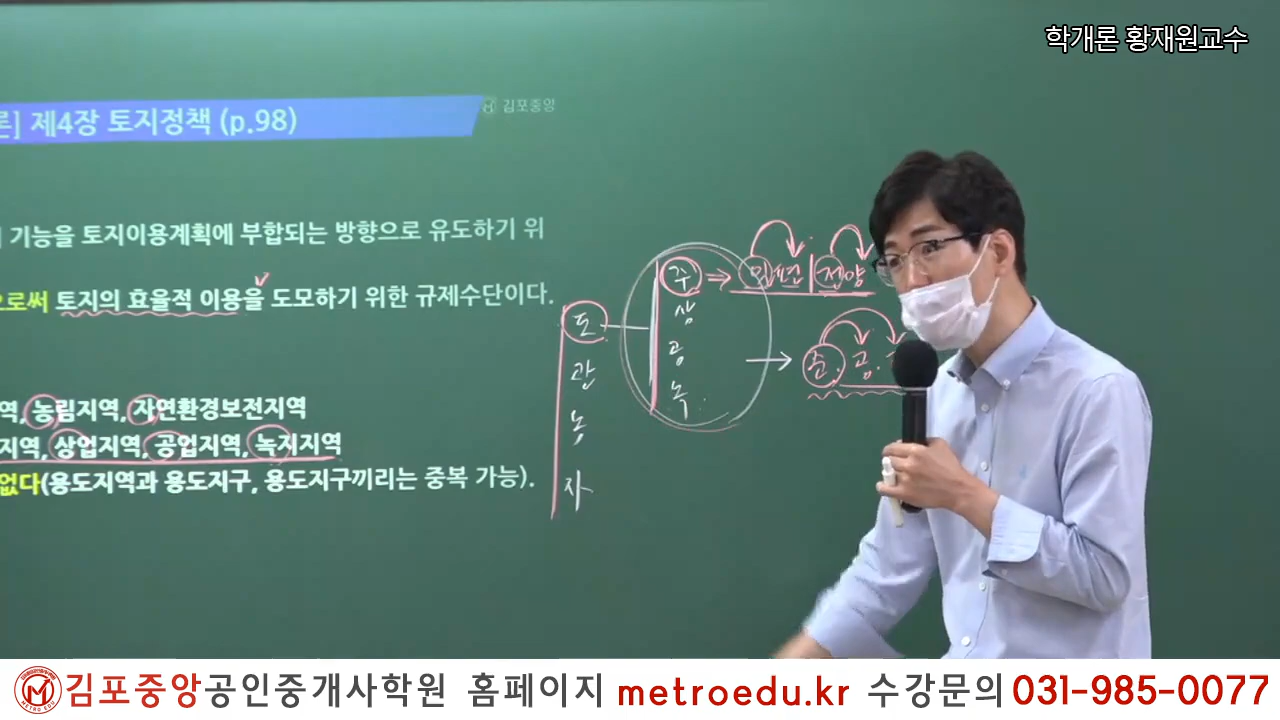 학개론 황재원교수
론] 제4장 토지정책 (p.98)
김포중앙
기능을 토지이용계획에 부합되는 방향으로 유도하기 위
으로써 토지의 효율적 이용을 도모하기 위한 규제수단이다.
역, 농림지역, 자연환경보전지역
지역, 상업지역, 공업지역, 녹지지역
없다(용도지역과 용도지구, 용도지구끼리는 중복 가능).
도
관
농
자
주
상
공
녹
전양
준. 공.
김포중앙공인중개사학원 홈페이지 metroedu.kr 수강문의 031-985-0077
METRO EDU